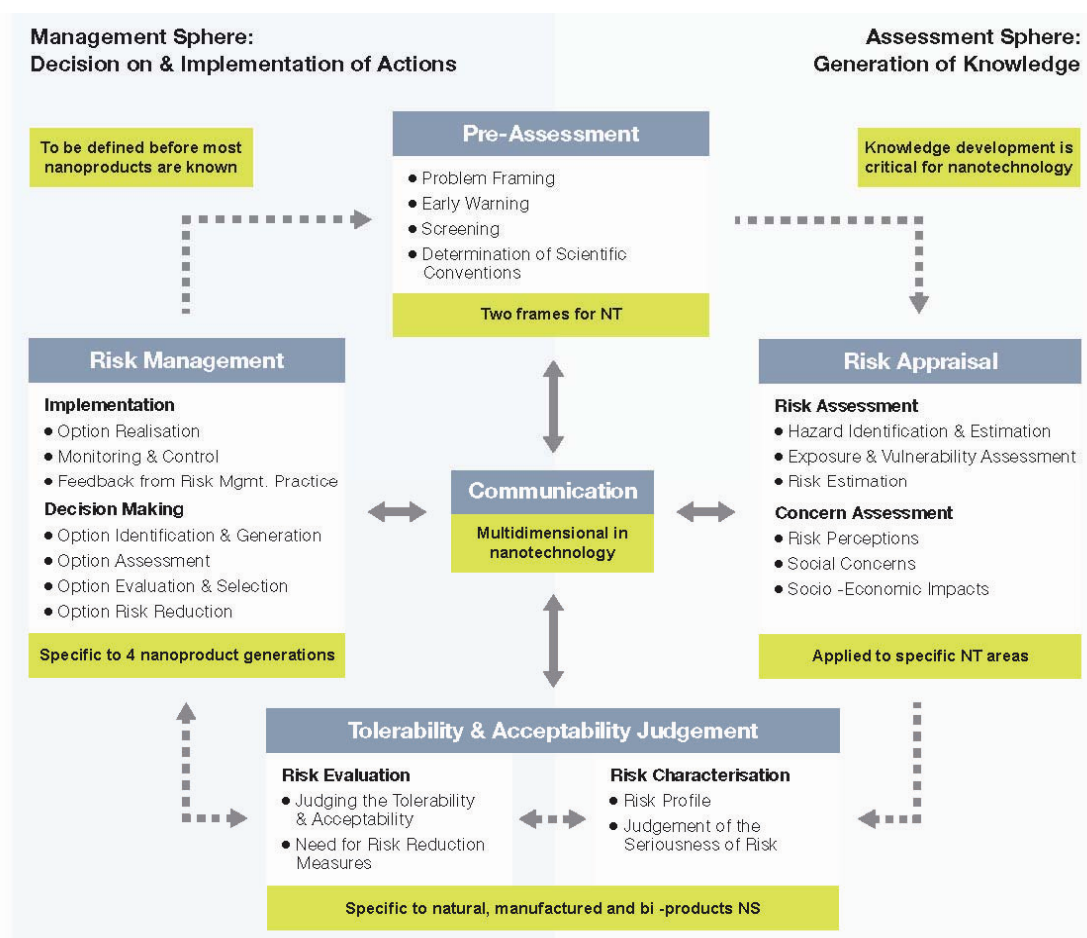 Management Sphere:
Decision on & Implementation of Actions
Assessment Sphere:
Generation of Knowledge
To be defined before most
nanoproducts are known
Pre-Assessment
• Problem Framing
• Early Warning
• Screening
• Determination of Scientific
Conventions
Two frames for NT
Knowledge development is
critical for nanotechnology
Risk Management
Implementation
• Option Realisation
• Monitoring & Control
• Feedback from Risk Mgmt. Practice
Decision Making
• Option Identification & Generation
• Option Assessment
• Option Evaluation & Selection
• Option Risk Reduction
Specific to 4 nanoproduct generations
Communication
Multidimensional in
nanotechnology
Risk Appraisal
Risk Assessment
• Hazard Identification & Estimation
• Exposure & Vulnerability Assessment
• Risk Estimation
Concern Assessment
• Risk Perceptions
• Social Concerns
• Socio -Economic Impacts
Applied to specific NT areas
Tolerability & Acceptability Judgement
Risk Evaluation
• Judging the Tolerability
& Acceptability
• Need for Risk Reduction
Measures
Risk Characterisation
• Risk Profile
• Judgement of the
Seriousness of Risk
Specific to natural, manufactured and bi -products NS